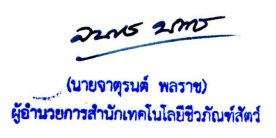 (นายจาตุรนต์ พลราช)
ผู้อำนวยการสำนักเทคโนโลยีชีวภัณฑ์สัตว์